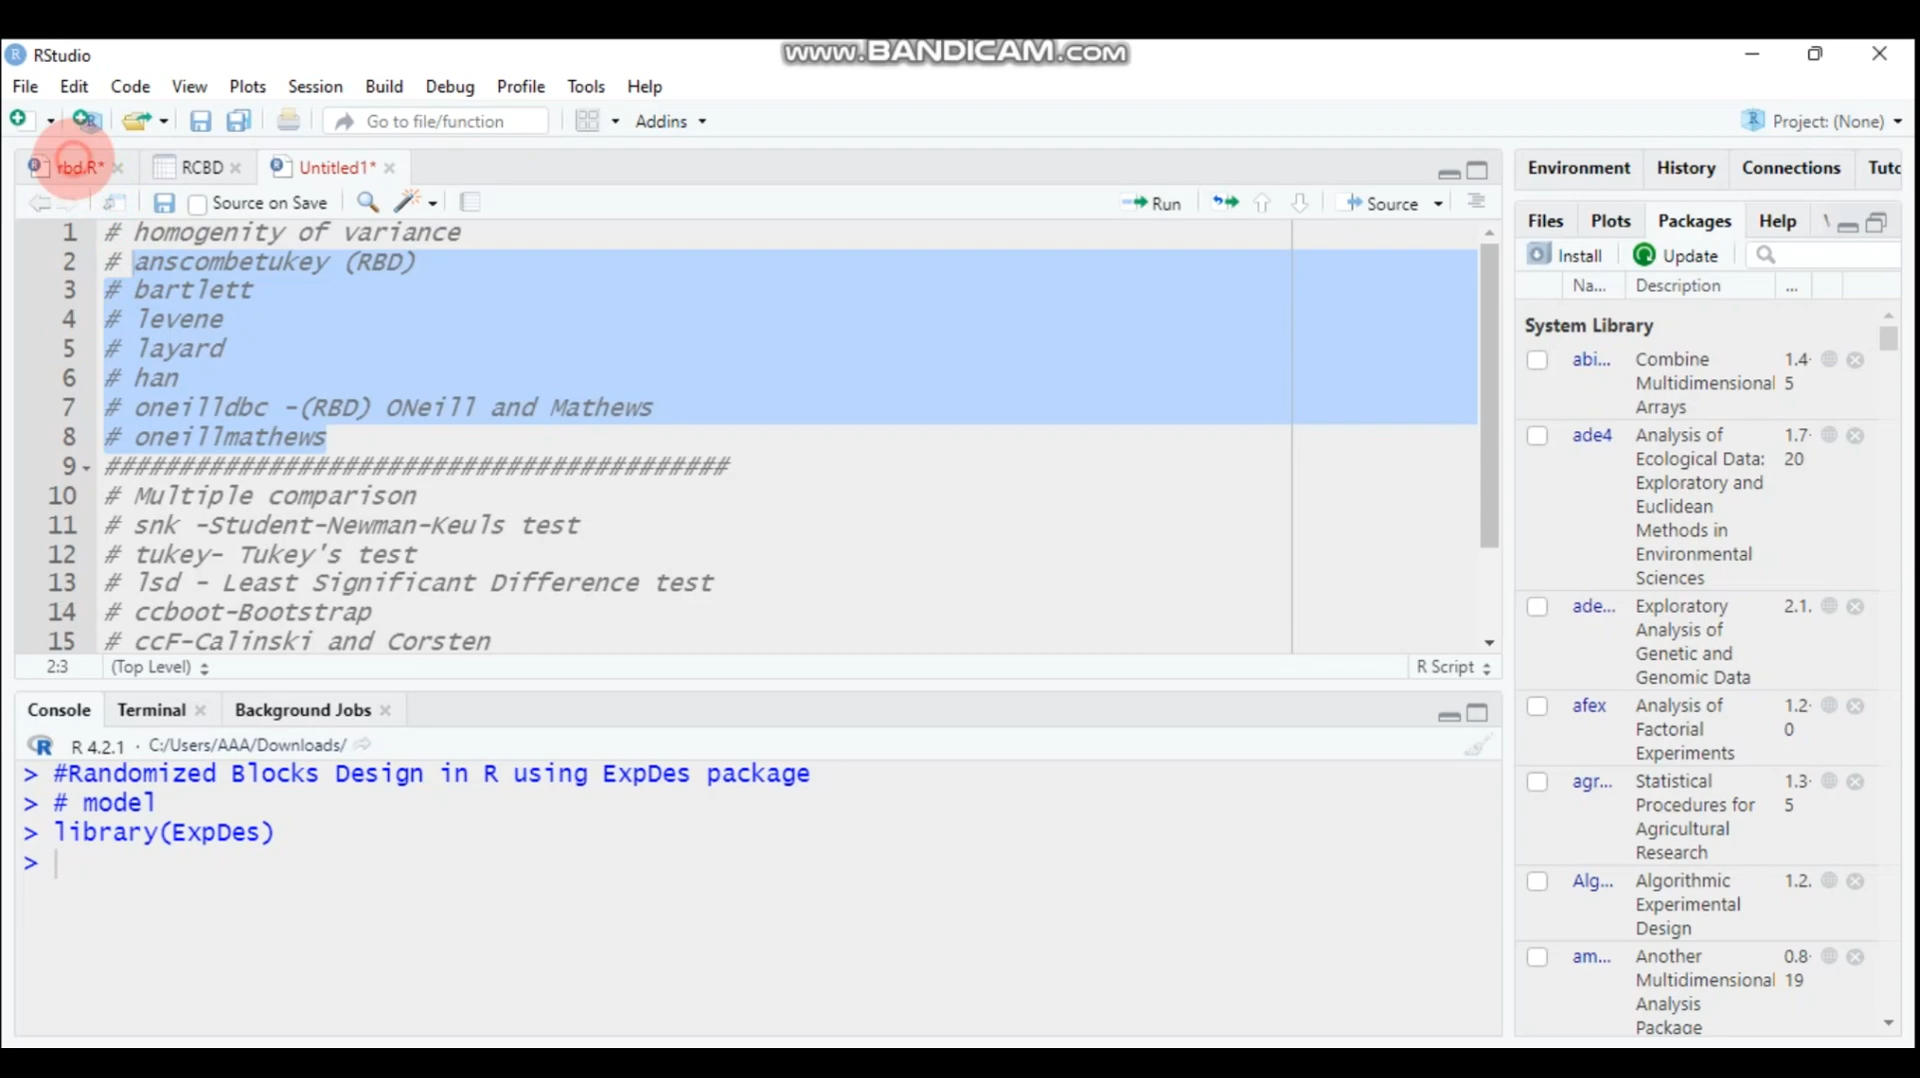 www.BANDICAM.com
RStudio
File Edit Code View Plots Session Build Debug Profile Tools Help
Go to file/function Addins Project: (None)
rbd.R* RCBD Untitled1*
Source on Save Run Source
1 # homogenity of variance
2 # anscombetukey (RBD)
3 # bartlett
4 # levene
5 # layard
6 # han
7 # oneilldbc -(RBD) ONeill and Mathews
8 # oneillmathews
9 ##########################################
10 # Multiple comparison
11 # snk -Student-Newman-Keuls test
12 # tukey- Tukey's test
13 # lsd - Least Significant Difference test
14 # ccboot-Bootstrap
15 # ccF-Calinski and Corsten
2:3 (Top Level) R Script
Console Terminal Background Jobs
R 4.2.1 · C:/Users/AAA/Downloads/
> #Randomized Blocks Design in R using ExpDes package
> # model
> library(ExpDes)
>
Environment History Connections Tuto
Files Plots Packages Help
Install Update
Na... Description ...
System Library
abi... Combine 1.4-
Multidimensional 5
Arrays
ade4 Analysis of 1.7-
Ecological Data: 20
Exploratory and
Euclidean
Methods in
Environmental
Sciences
ade... Exploratory 2.1.
Analysis of
Genetic and
Genomic Data
afex Analysis of 1.2-
Factorial 0
Experiments
agr... Statistical 1.3-
Procedures for 5
Agricultural
Research
Alg... Algorithmic 1.2.
Experimental
Design
am... Another 0.8-
Multidimensional 19
Analysis
Package